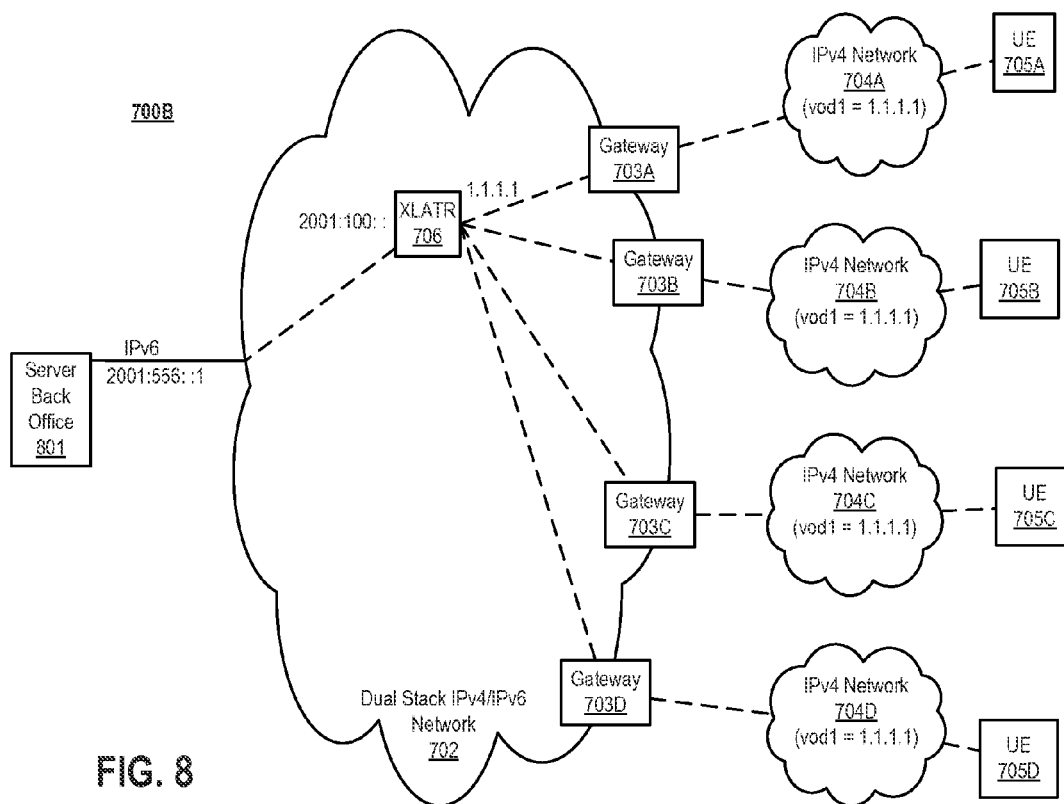 700B
IPv4 Network
704A
(vod1 = 1.1.1.1)
UE
705A
Gateway
703A
1.1.1.1
2001:100: :
XLATR
706
Gateway
703B
IPv4 Network
704B
(vod1 = 1.1.1.1)
UE
705B
IPv6
2001:556: :1
Server
Back
Office
801
Gateway
703C
IPv4 Network
704C
(vod1 = 1.1.1.1)
UE
705C
Dual Stack IPv4/IPv6
Network
702
Gateway
703D
IPv4 Network
704D
(vod1 = 1.1.1.1)
UE
705D
FIG. 8